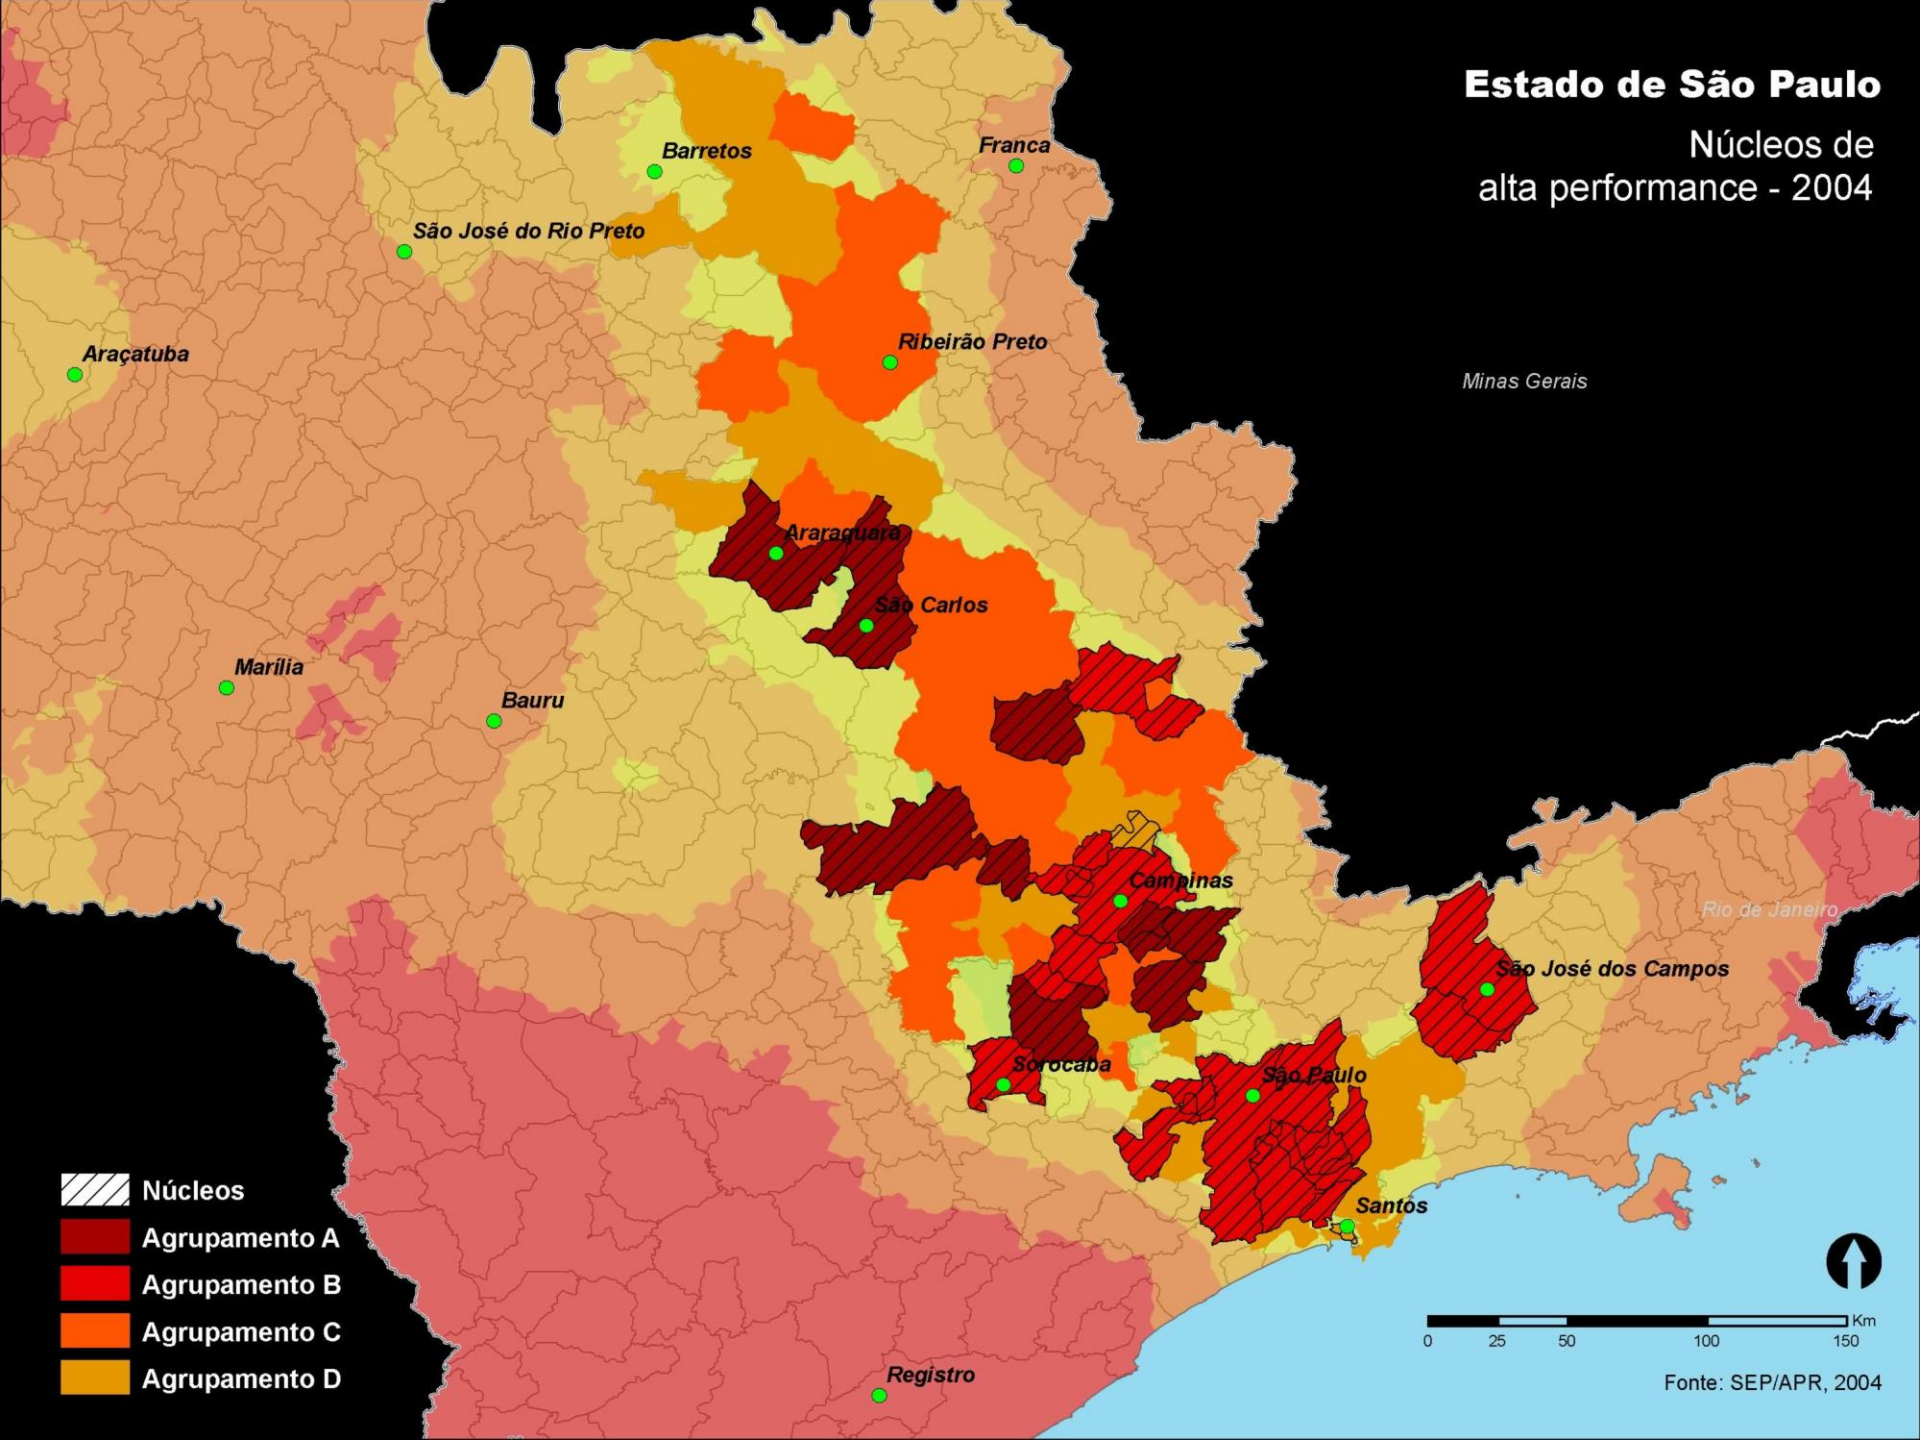 Estado de São Paulo
Núcleos de
alta performance - 2004
Franca
Barretos
São José do Rio Preto
Ribeirão Preto
Araçatuba
Minas Gerais
Araraquara
São Carlos
Marília
Bauru
Campinas
Rio de Janeiro
São José dos Campos
Sorocaba
São Paulo
Santos
Registro
Núcleos
Agrupamento A
Agrupamento B
Agrupamento C
Agrupamento D
Km
0 25 50 100 150
Fonte: SEP/APR, 2004